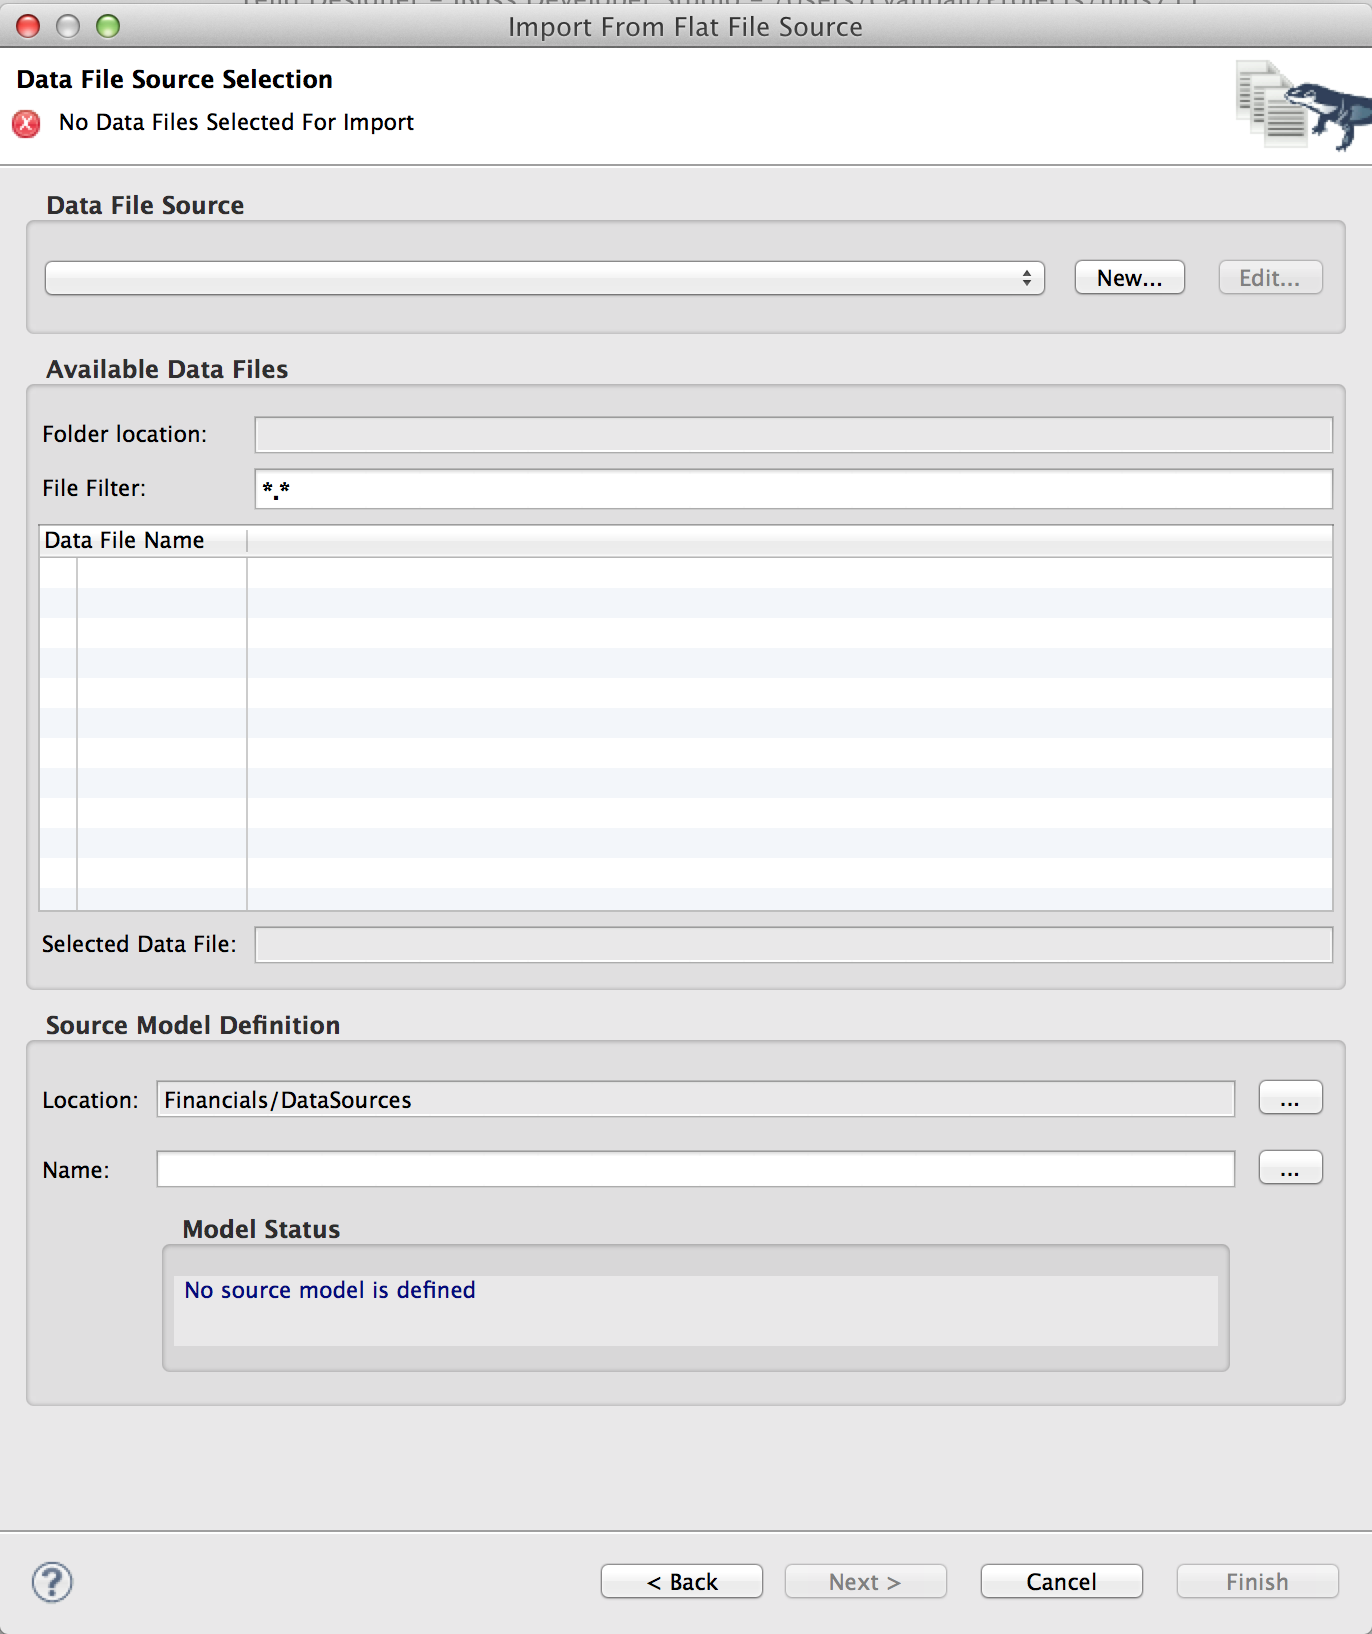 Import From Flat File Source
Data File Source Selection
No Data Files Selected For Import
Data File Source
New...
Edit...
Available Data Files
Folder location:
File Filter:
*.*
Data File Name
Selected Data File:
Source Model Definition
Location:
Financials/DataSources
...
Name:
...
Model Status
No source model is defined
?
< Back
Next >
Cancel
Finish